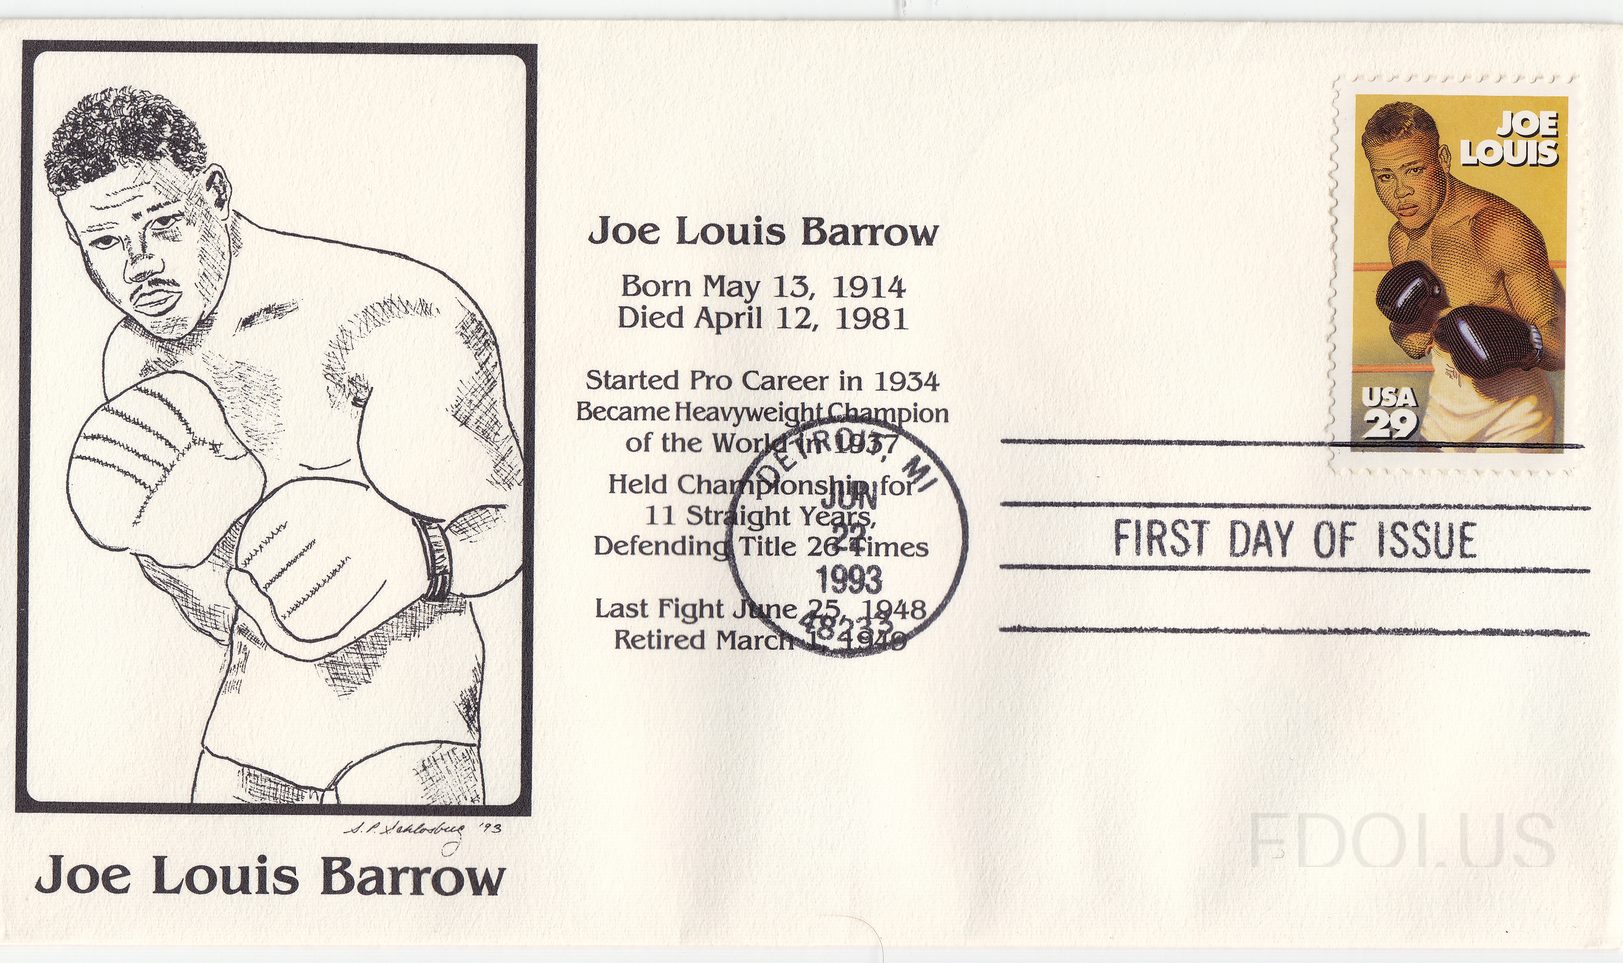 Joe Louis Barrow
Born May 13, 1914
Died April 12, 1981
Started Pro Career in 1934
Became Heavyweight Champion
of the World in 1937
Held Championship for
11 Straight Years,
Defending Title 26 Times
Last Fight June 25, 1948
Retired March 1, 1949
DETROIT, MI
JUN
22
1993
48233
JOE
LOUIS
USA
29
FIRST DAY OF ISSUE
S. P. Schlosburg '93
Joe Louis Barrow
FDOI.US